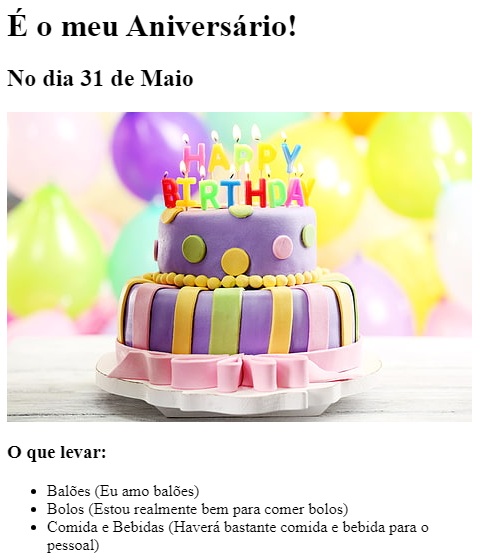 É o meu Aniversário!
No dia 31 de Maio
HAPPY
BIRTHDAY
O que levar:
Balões (Eu amo balões)
Bolos (Estou realmente bem para comer bolos)
Comida e Bebidas (Haverá bastante comida e bebida para o
pessoal)